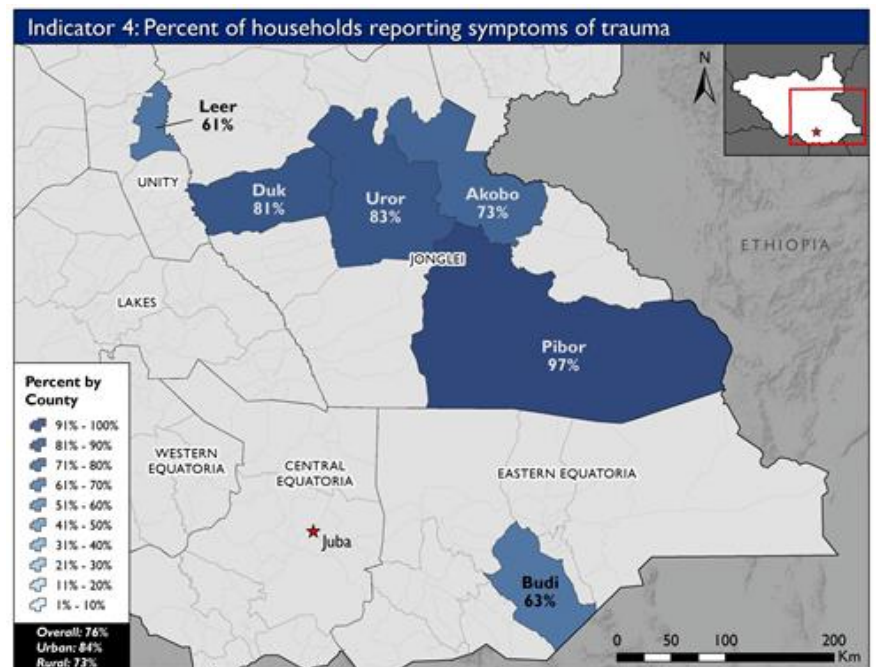 Indicator 4: Percent of households reporting symptoms of trauma
N
Leer
61%
UNITY
Duk
81%
Uror
83%
Akobo
73%
JONGLEI
ETHIOPIA
LAKES
Pibor
97%
Percent by
County
91% - 100%
81% - 90%
71% - 80%
61% - 70%
51% - 60%
41% - 50%
31% - 40%
21% - 30%
11% - 20%
1% - 10%
Overall: 76%
Urban: 84%
Rural: 73%
WESTERN
EQUATORIA
CENTRAL
EQUATORIA
EASTERN EQUATORIA
Juba
Budi
63%
0 50 100 200
Km